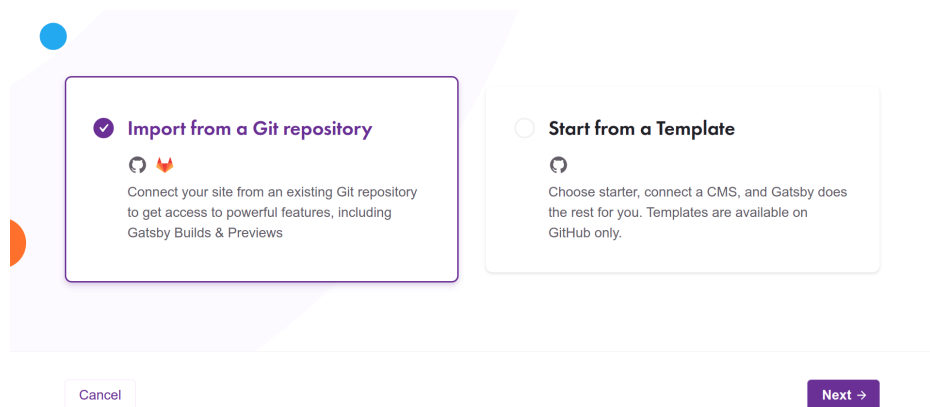 Import from a Git repository
Connect your site from an existing Git repository
to get access to powerful features, including
Gatsby Builds & Previews
Start from a Template
Choose starter, connect a CMS, and Gatsby does
the rest for you. Templates are available on
GitHub only.
Cancel
Next →